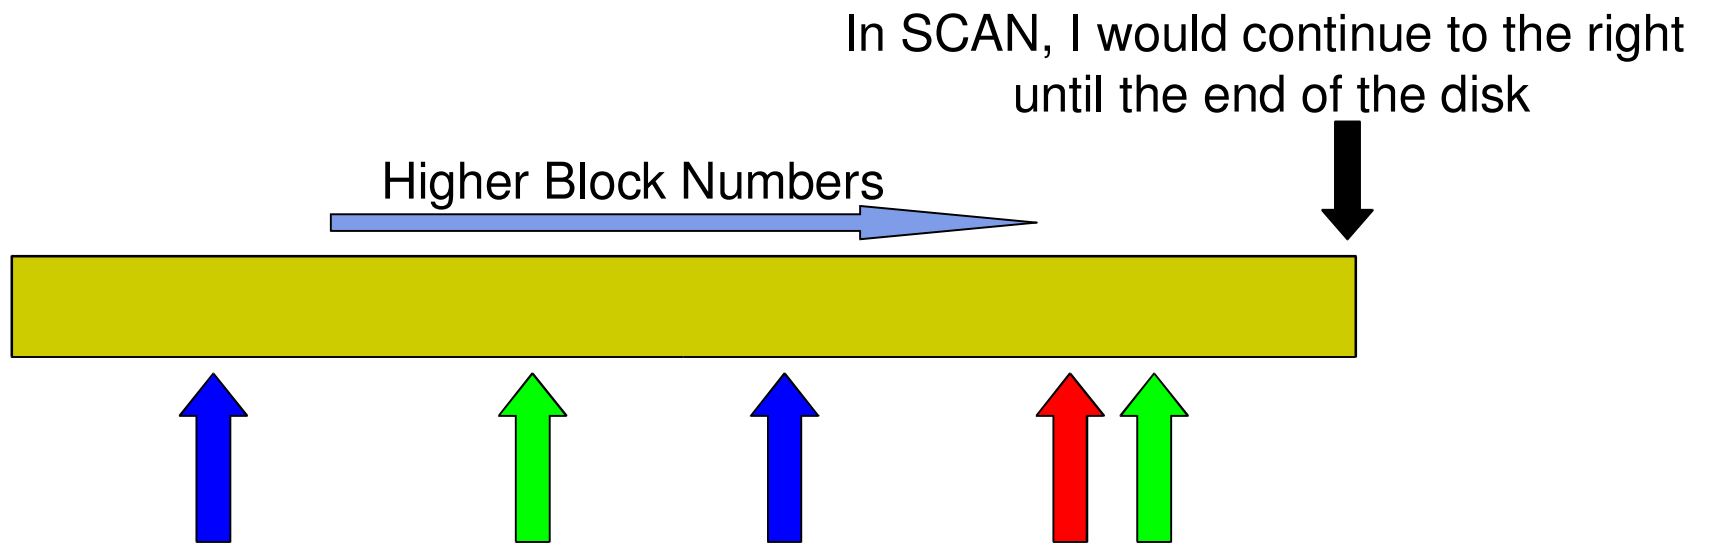 In SCAN, I would continue to the right
until the end of the disk
Higher Block Numbers